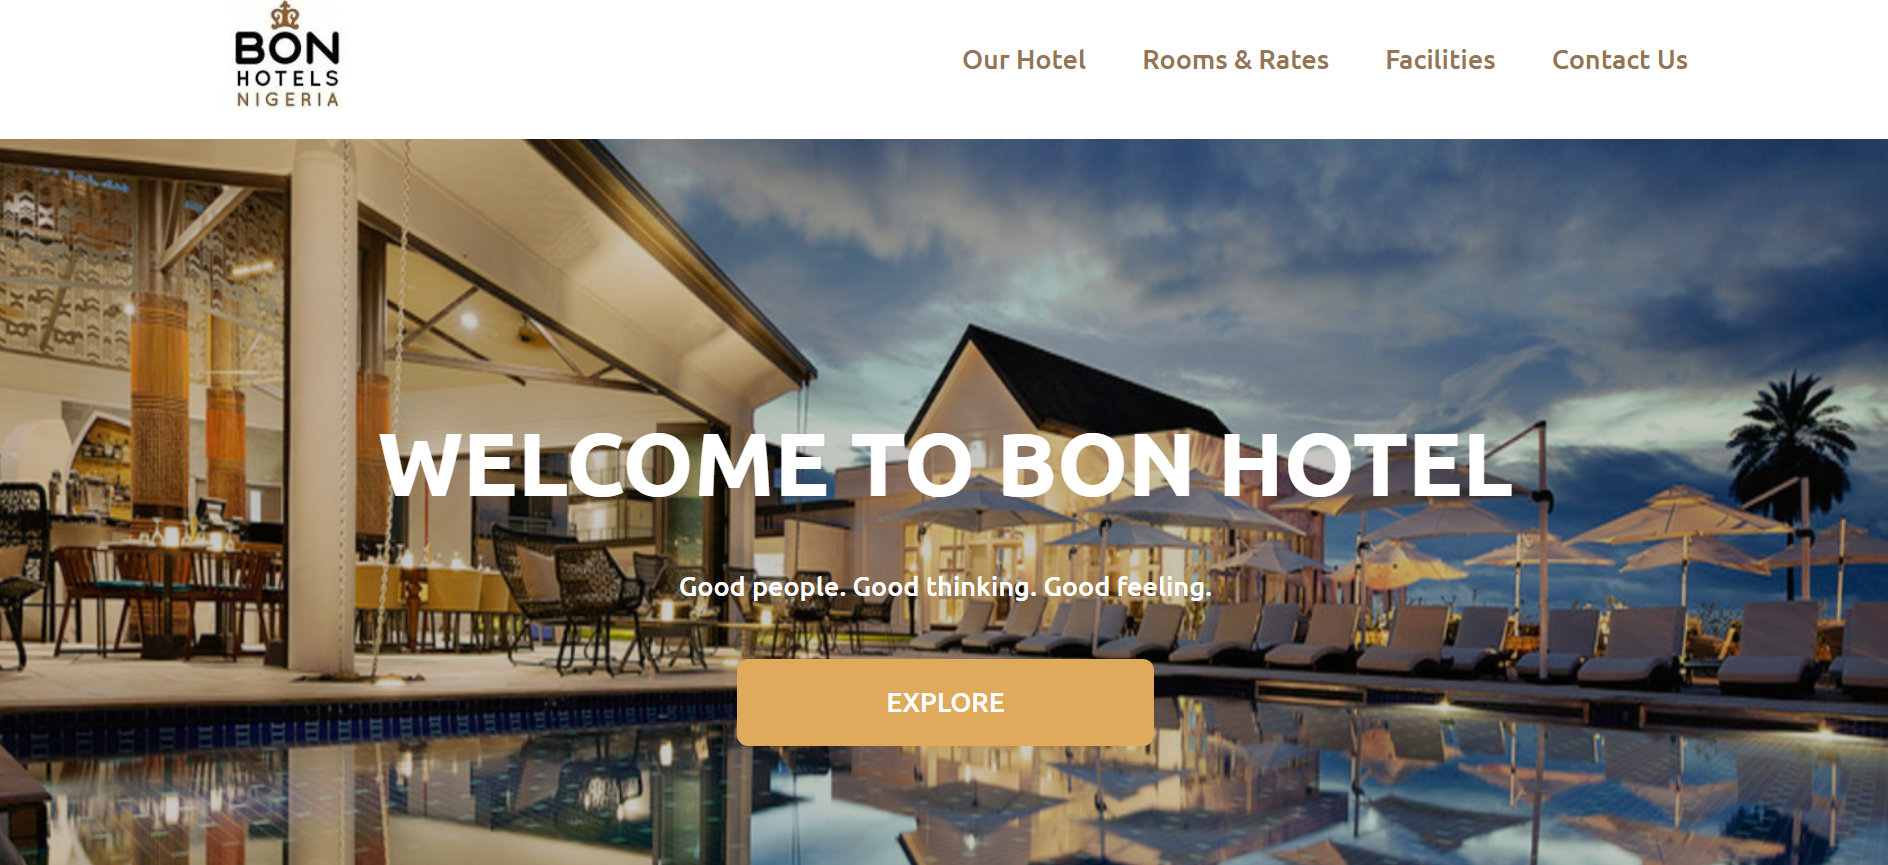 BON
HOTELS
NIGERIA
Our Hotel Rooms & Rates Facilities Contact Us
WELCOME TO BON HOTEL
Good people. Good thinking. Good feeling.
EXPLORE